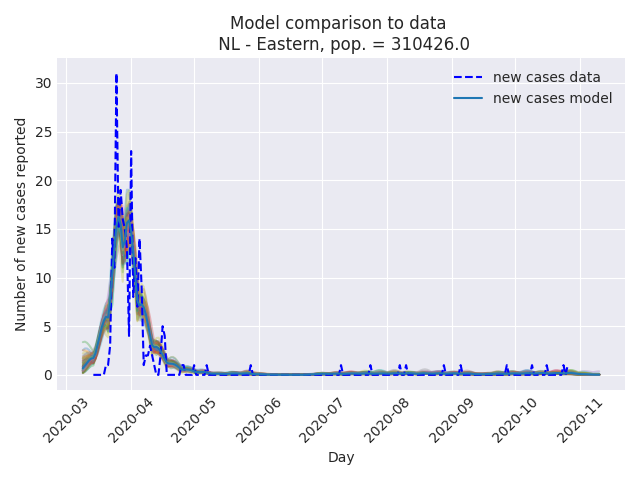 Model comparison to data
NL - Eastern, pop. = 310426.0
new cases data
new cases model
Number of new cases reported
30
25
20
15
10
5
0
2020-03
2020-04
2020-05
2020-06
2020-07
2020-08
2020-09
2020-10
2020-11
Day